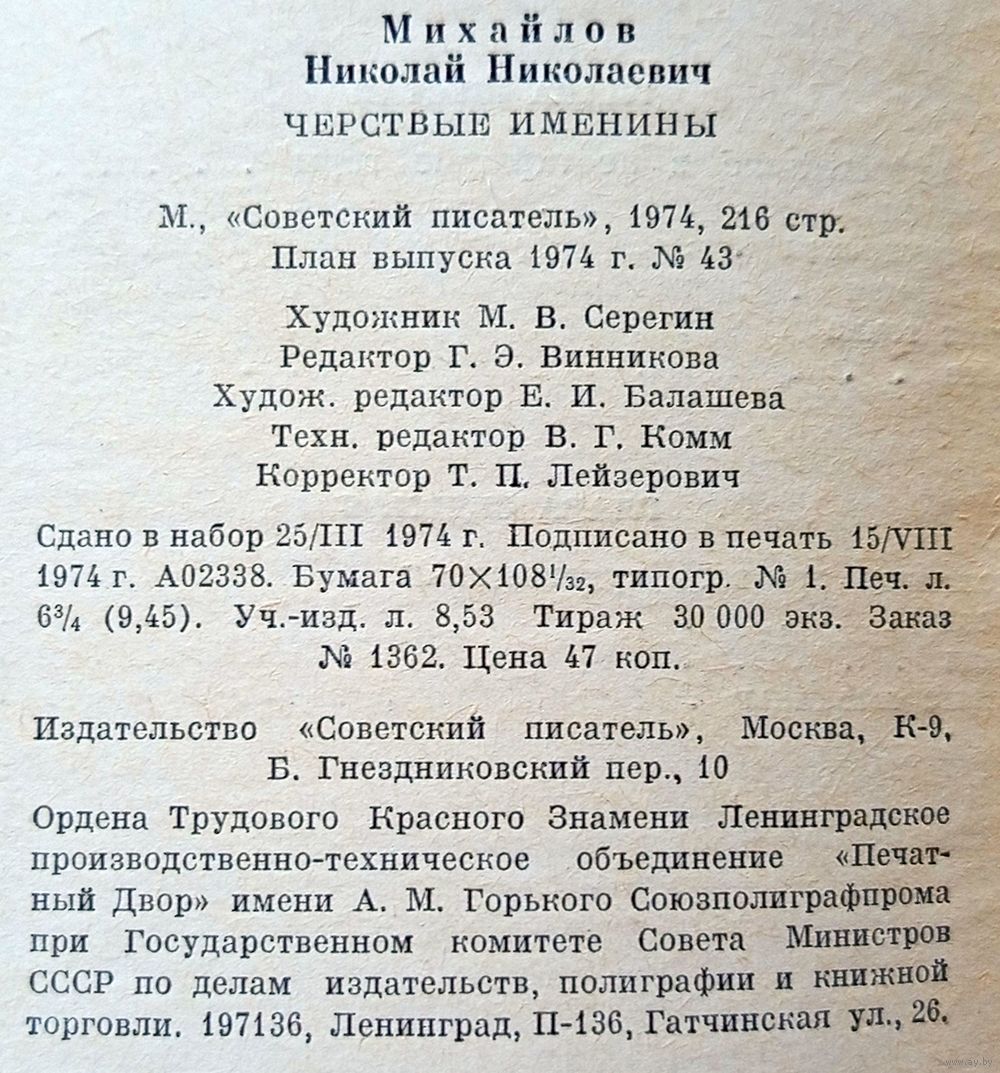 Михайлов
Николай Николаевич
ЧЕРСТВЫЕ ИМЕНИНЫ
М., «Советский писатель», 1974, 216 стр.
План выпуска 1974 г. № 43
Художник М. В. Серегин
Редактор Г. Э. Винникова
Худож. редактор Е. И. Балашева
Техн. редактор В. Г. Комм
Корректор Т. П. Лейзерович
Сдано в набор 25/III 1974 г. Подписано в печать 15/VIII
1974 г. А02338. Бумага 70×108¹/₃₂, типогр. № 1. Печ. л.
6³/₄ (9,45). Уч.-изд. л. 8,53 Тираж 30 000 экз. Заказ
№ 1362. Цена 47 коп.
Издательство «Советский писатель», Москва, К-9,
Б. Гнездниковский пер., 10
Ордена Трудового Красного Знамени Ленинградское
производственно-техническое объединение «Печат-
ный Двор» имени А. М. Горького Союзполиграфпрома
при Государственном комитете Совета Министров
СССР по делам издательств, полиграфии и книжной
торговли. 197136, Ленинград, П-136, Гатчинская ул., 26.
www.ay.by